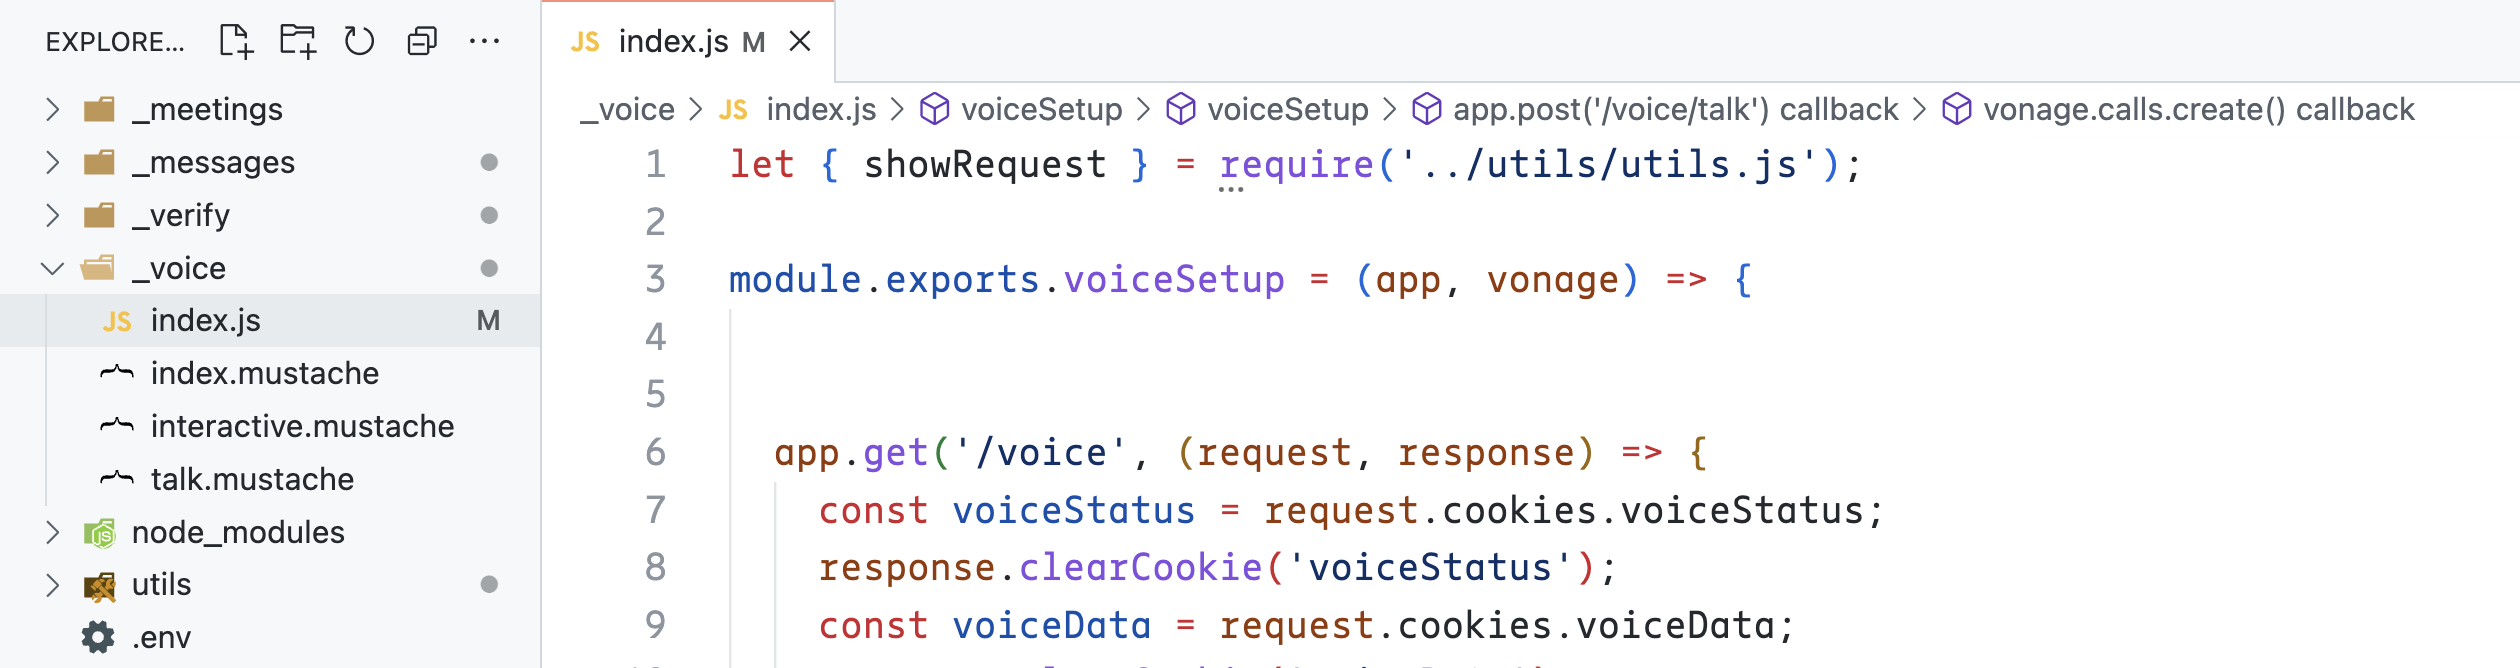 EXPLORE...
_meetings
_messages
_verify
_voice
JS index.js M
index.mustache
interactive.mustache
talk.mustache
node_modules
utils
.env
JS index.js M
_voice > JS index.js > voiceSetup > voiceSetup > app.post('/voice/talk') callback > vonage.calls.create() callback
1 let { showRequest } = require('../utils/utils.js');
2
3 module.exports.voiceSetup = (app, vonage) => {
4
5
6 app.get('/voice', (request, response) => {
7 const voiceStatus = request.cookies.voiceStatus;
8 response.clearCookie('voiceStatus');
9 const voiceData = request.cookies.voiceData;